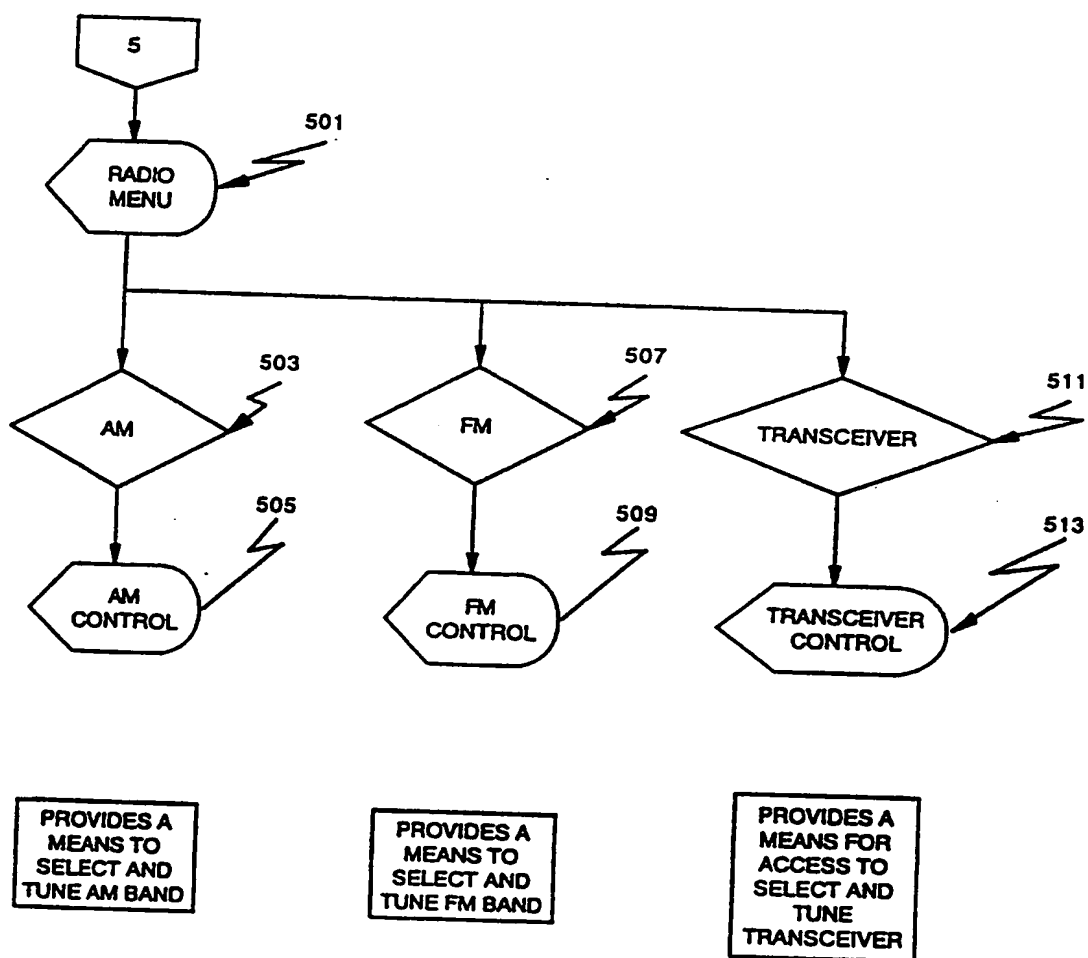 5
501
RADIO
MENU
503
507
511
AM
FM
TRANSCEIVER
505
509
513
AM
CONTROL
FM
CONTROL
TRANSCEIVER
CONTROL
PROVIDES A
MEANS TO
SELECT AND
TUNE AM BAND
PROVIDES A
MEANS TO
SELECT AND
TUNE FM BAND
PROVIDES A
MEANS FOR
ACCESS TO
SELECT AND
TUNE
TRANSCEIVER